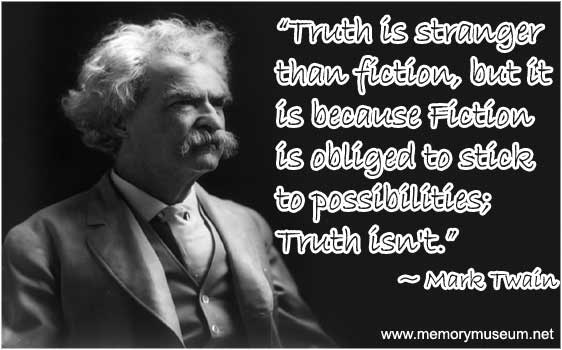 “Truth is stranger
than fiction, but it
is because Fiction
is obliged to stick
to possibilities;
Truth isn't.”
~ Mark Twain
www.memorymuseum.net